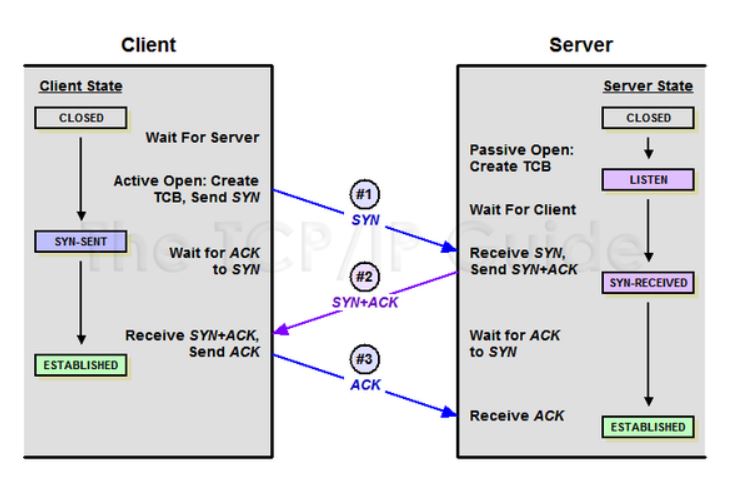 Client
Server
Client State
CLOSED
Wait For Server
Active Open: Create
TCB, Send SYN
SYN-SENT
Wait for ACK
to SYN
Receive SYN+ACK,
Send ACK
ESTABLISHED
#1
SYN
#2
SYN+ACK
#3
ACK
Server State
CLOSED
Passive Open:
Create TCB
LISTEN
Wait For Client
Receive SYN,
Send SYN+ACK
SYN-RECEIVED
Wait for ACK
to SYN
Receive ACK
ESTABLISHED
The TCP/IP Guide